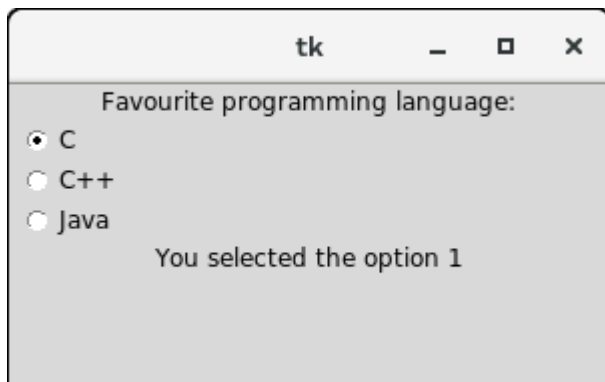 tk
Favourite programming language:
C
C++
Java
You selected the option 1